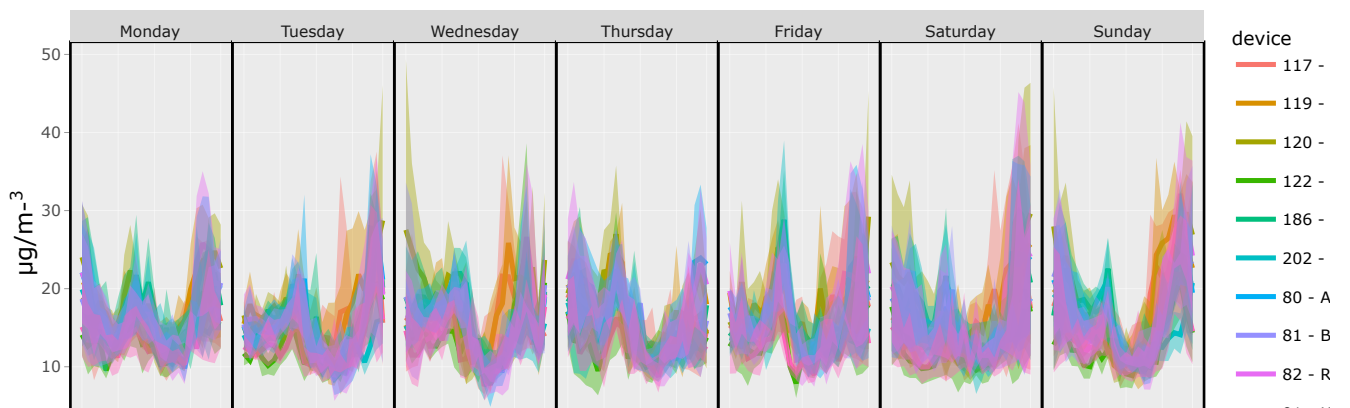 Monday Tuesday Wednesday Thursday Friday Saturday Sunday
device
50
40
30
20
10
µg/m-³
117 -
119 -
120 -
122 -
186 -
202 -
80 - A
81 - B
82 - R